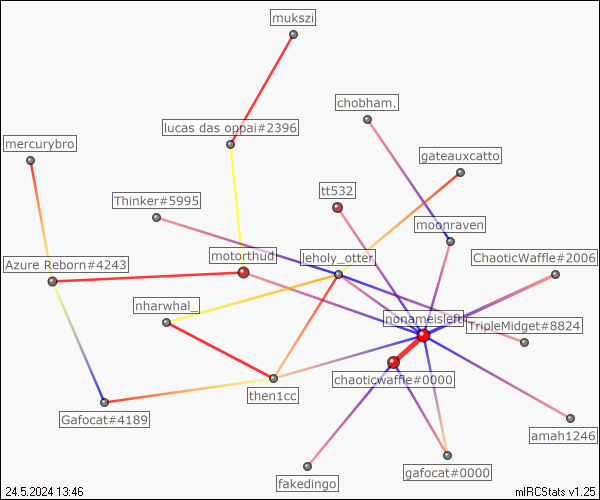 mukszi
chobham.
lucas das oppai#2396
mercurybro
gateauxcatto
tt532
Thinker#5995
moonraven
motorthud
leholy_otter
ChaoticWaffle#2006
Azure Reborn#4243
nharwhal_
nonameisleft
TripleMidget#8824
chaoticwaffle#0000
then1cc
Gafocat#4189
amah1246
gafocat#0000
fakedingo
24.5.2024 13:46
mIRCStats v1.25